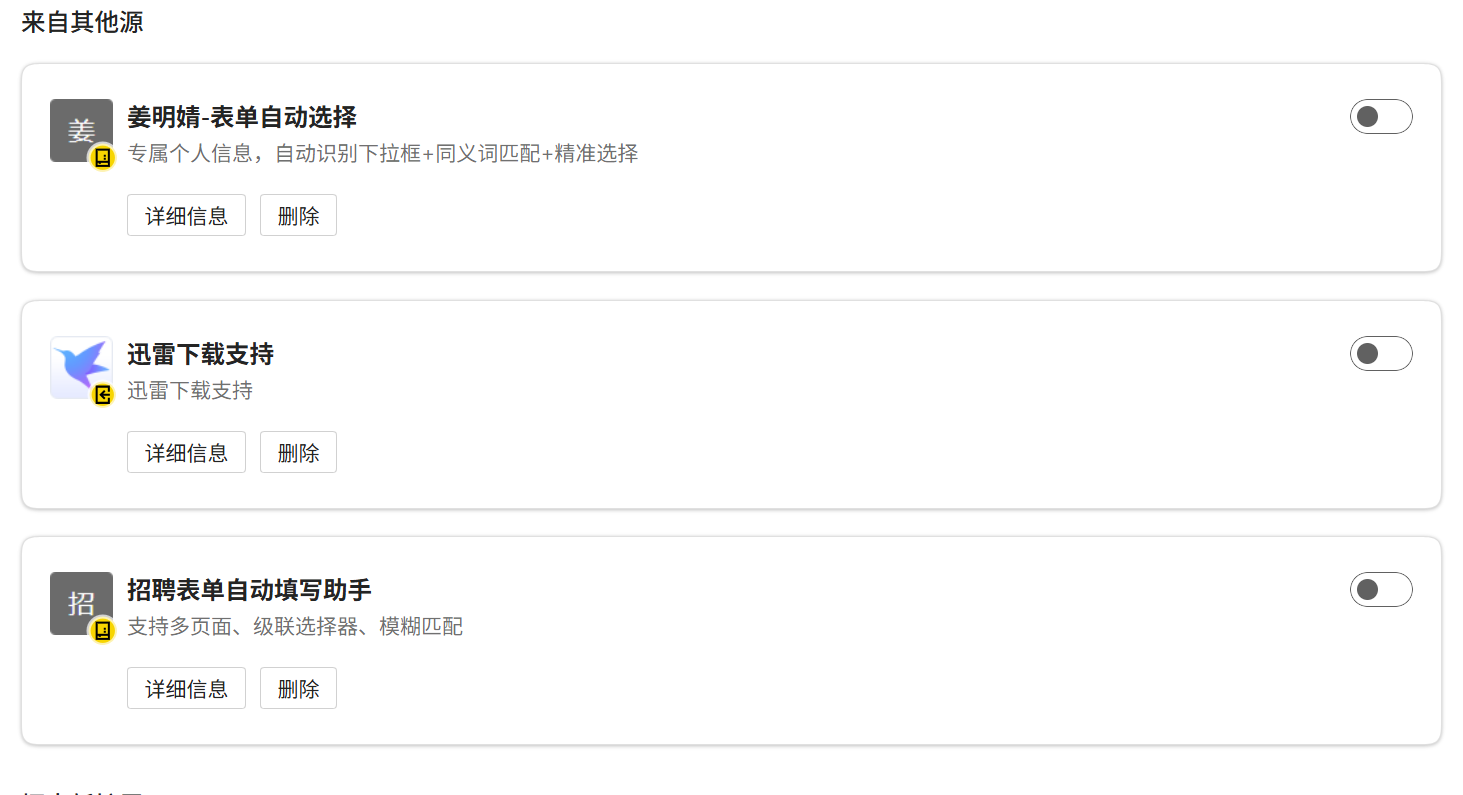 来自其他源
姜
姜明婧-表单自动选择
专属个人信息，自动识别下拉框+同义词匹配+精准选择
详细信息 删除
迅雷下载支持
迅雷下载支持
详细信息 删除
招
招聘表单自动填写助手
支持多页面、级联选择器、模糊匹配
详细信息 删除